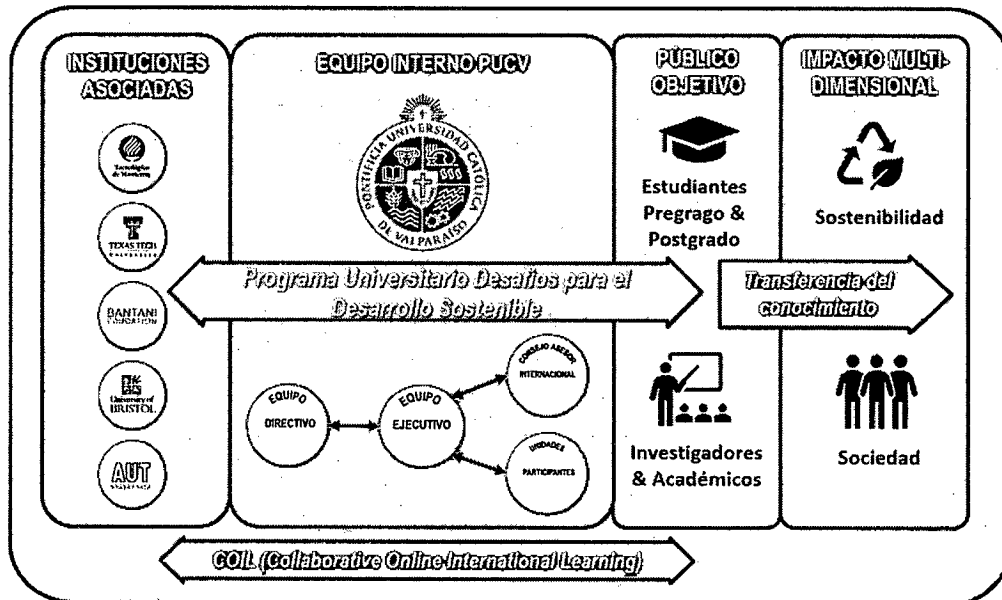 INSTITUCIONES
ASOCIADAS
Tecnológico
de Monterrey
TEXAS TECH
UNIVERSITY
BANTANI
EDUCATION
University of
BRISTOL
AUT
EQUIPO INTERNO PUCV
PONTIFICIA UNIVERSIDAD CATÓLICA
DE VALPARAÍSO
Programa Universitario Desafíos para el
Desarrollo Sostenible
EQUIPO
DIRECTIVO
EQUIPO
EJECUTIVO
CONSEJO ASESOR
INTERNACIONAL
UNIDADES
PARTICIPANTES
PÚBLICO
OBJETIVO
Estudiantes
Pregrago &
Postgrado
Investigadores
& Académicos
IMPACTO MULTI-
DIMENSIONAL
Sostenibilidad
Transferencia del
conocimiento
Sociedad
COIL (Collaborative Online International Learning)